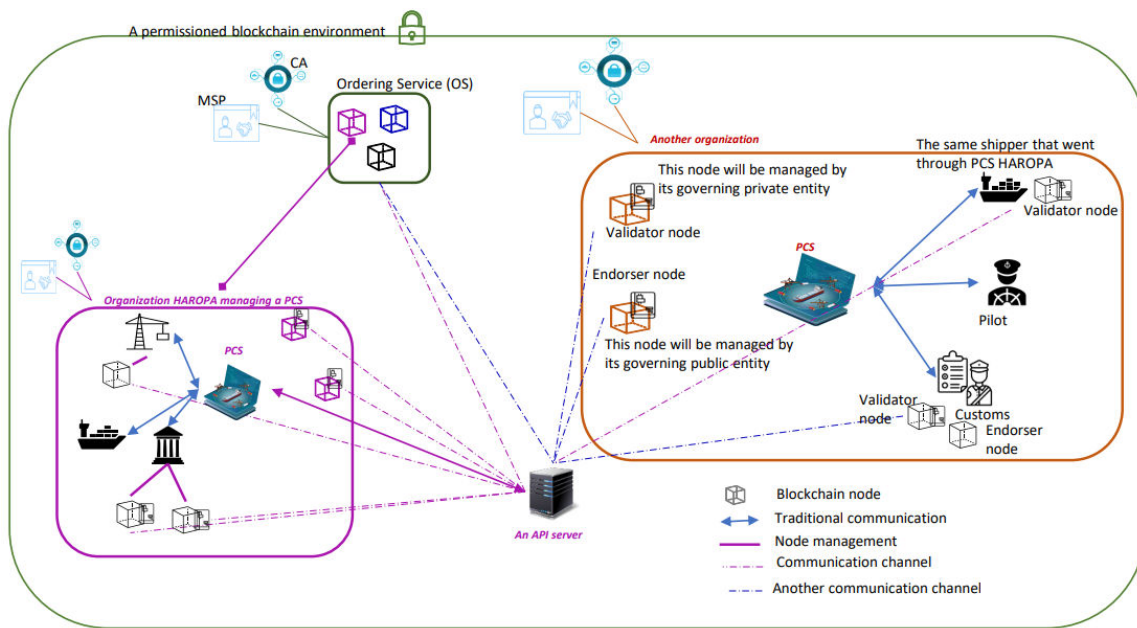 A permissioned blockchain environment
CA
Ordering Service (OS)
MSP
Another organization
The same shipper that went
through PCS HAROPA
This node will be managed by
its governing private entity
Validator node
Validator node
PCS
Endorser node
Organization HAROPA managing a PCS
Pilot
This node will be managed by
its governing public entity
PCS
Validator
node
Customs
Endorser
node
An API server
Blockchain node
Traditional communication
Node management
Communication channel
Another communication channel